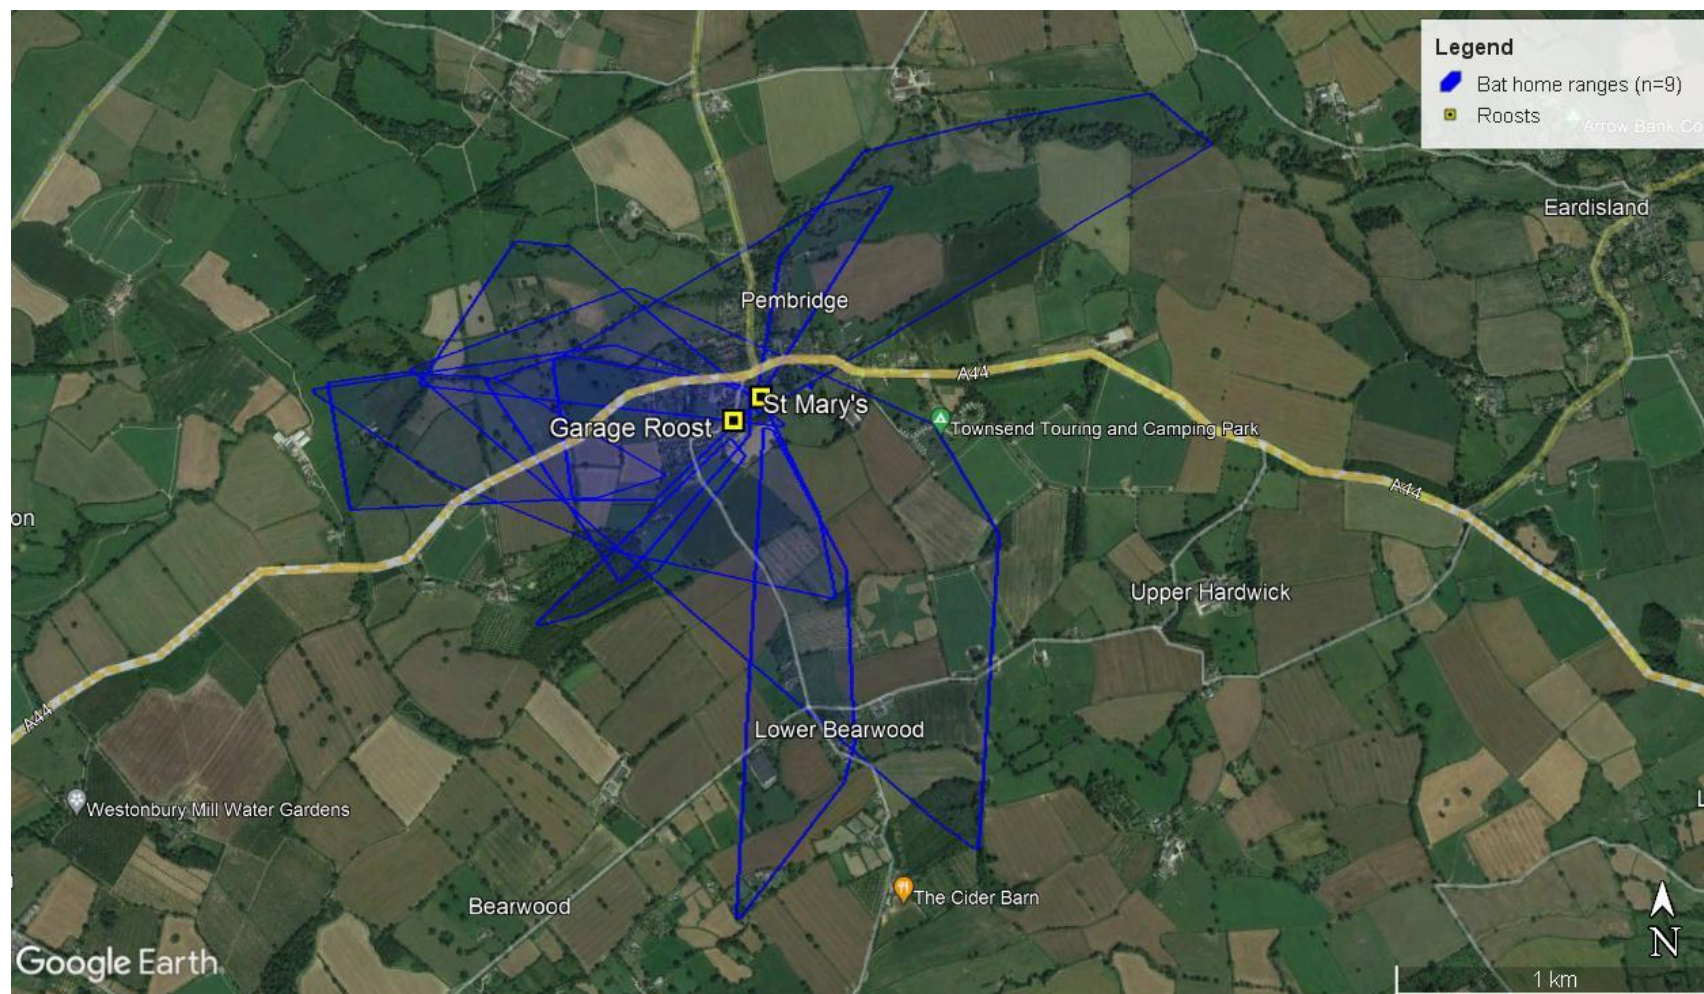 Legend
Bat home ranges (n=9)
Roosts
Arrow Bank Co
Eardisland
Pembridge
A44
St Mary's
Garage Roost
Townsend Touring and Camping Park
A44
on
Upper Hardwick
A44
Lower Bearwood
Westonbury Mill Water Gardens
L
The Cider Barn
Bearwood
N
Google Earth
1 km